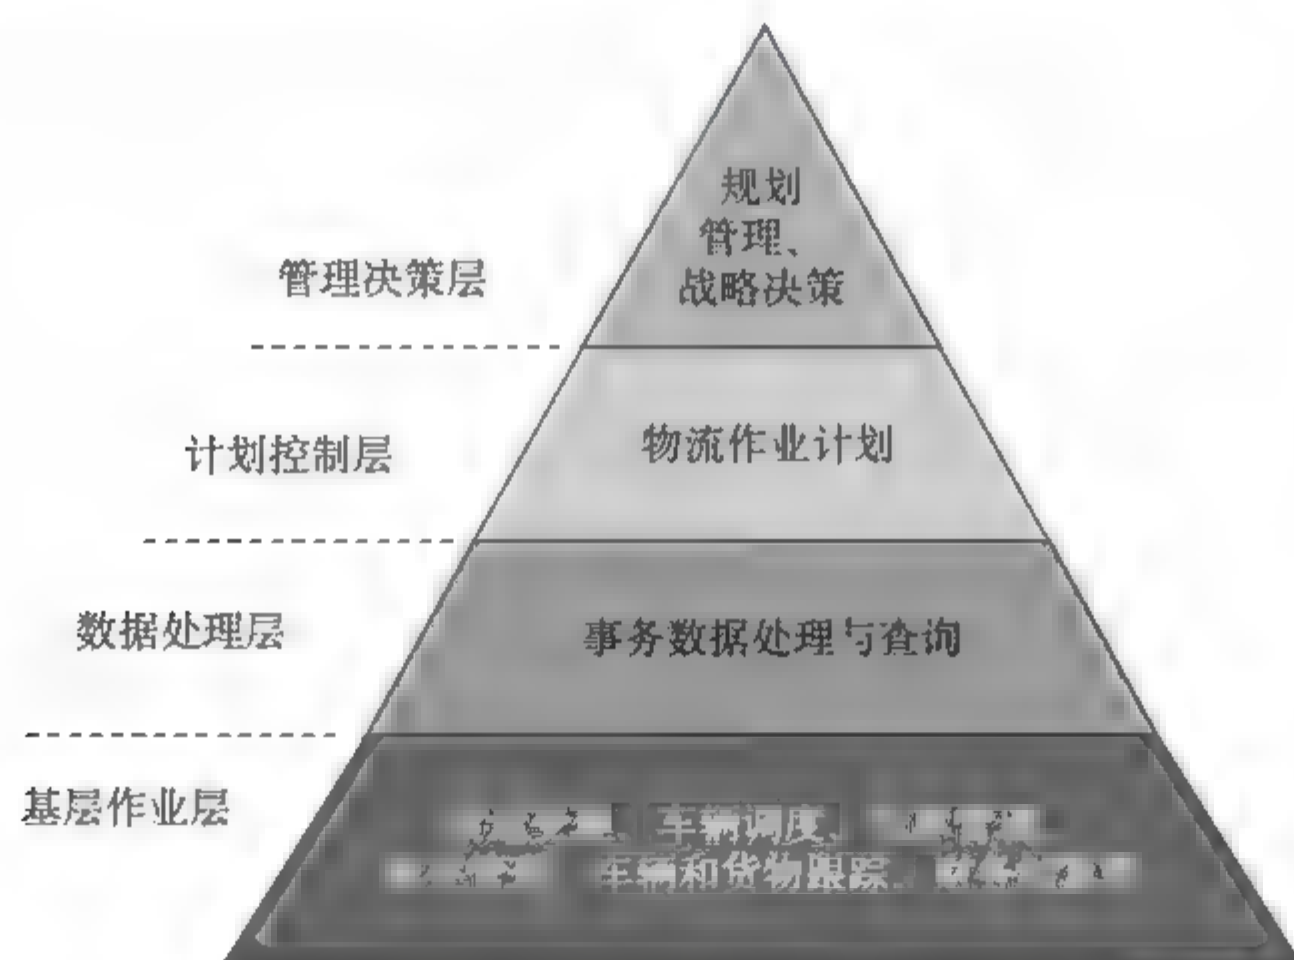 规划
管理、
战略决策
管理决策层
物流作业计划
计划控制层
数据处理层
事务数据处理与查询
基层作业层
车辆调度、
车辆和货物跟踪、